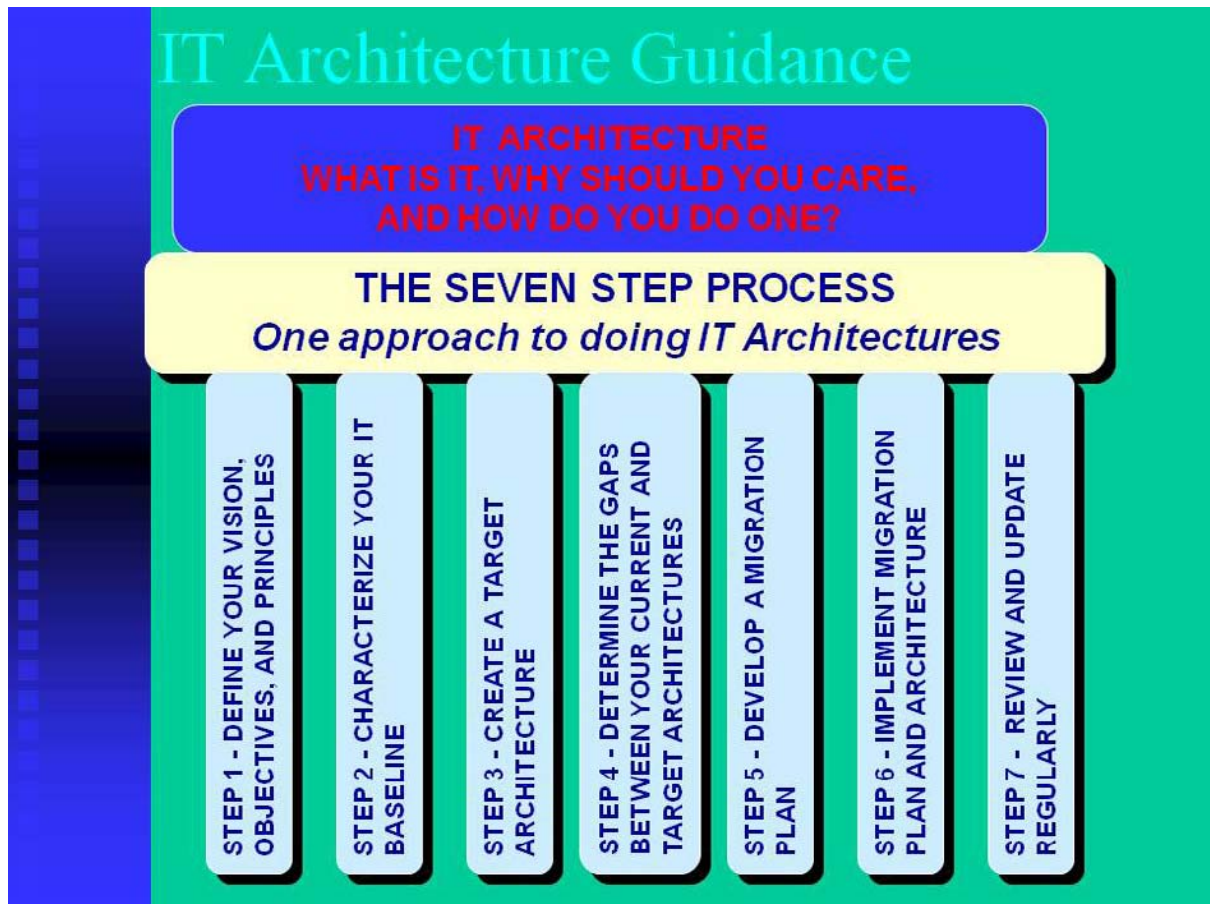 IT Architecture Guidance
IT ARCHITECTURE
WHAT IS IT, WHY SHOULD YOU CARE,
AND HOW DO YOU DO ONE?
THE SEVEN STEP PROCESS
One approach to doing IT Architectures
STEP 1 - DEFINE YOUR VISION,
OBJECTIVES, AND PRINCIPLES
STEP 2 - CHARACTERIZE YOUR IT
BASELINE
STEP 3 - CREATE A TARGET
ARCHITECTURE
STEP 4 - DETERMINE THE GAPS
BETWEEN YOUR CURRENT AND
TARGET ARCHITECTURES
STEP 5 - DEVELOP A MIGRATION
PLAN
STEP 6 - IMPLEMENT MIGRATION
PLAN AND ARCHITECTURE
STEP 7 - REVIEW AND UPDATE
REGULARLY